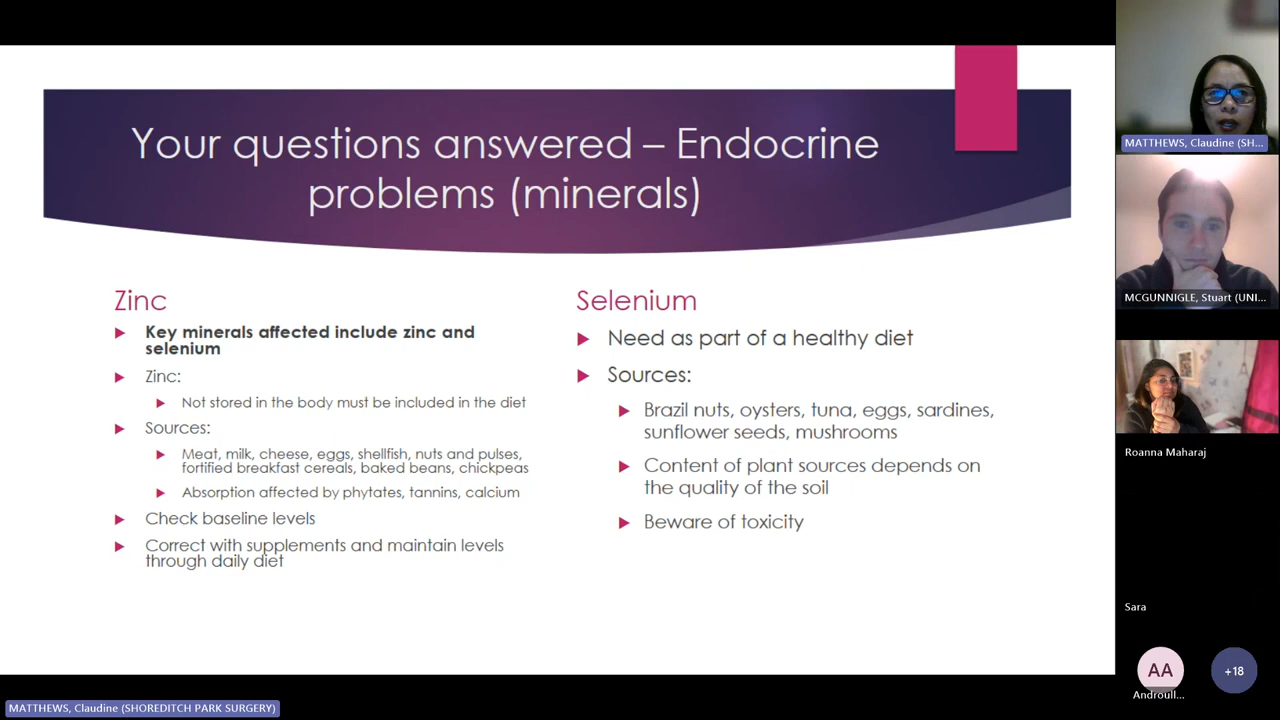 Your questions answered – Endocrine
problems (minerals)
Zinc
Key minerals affected include zinc and
selenium
Zinc:
Not stored in the body must be included in the diet
Sources:
Meat, milk, cheese, eggs, shellfish, nuts and pulses,
fortified breakfast cereals, baked beans, chickpeas
Absorption affected by phytates, tannins, calcium
Check baseline levels
Correct with supplements and maintain levels
through daily diet
Selenium
Need as part of a healthy diet
Sources:
Brazil nuts, oysters, tuna, eggs, sardines,
sunflower seeds, mushrooms
Content of plant sources depends on
the quality of the soil
Beware of toxicity
MATTHEWS, Claudine (SH...
MCGUNNIGLE, Stuart (UNI...
Roanna Maharaj
Sara
AA
Androull...
+18
MATTHEWS, Claudine (SHOREDITCH PARK SURGERY)